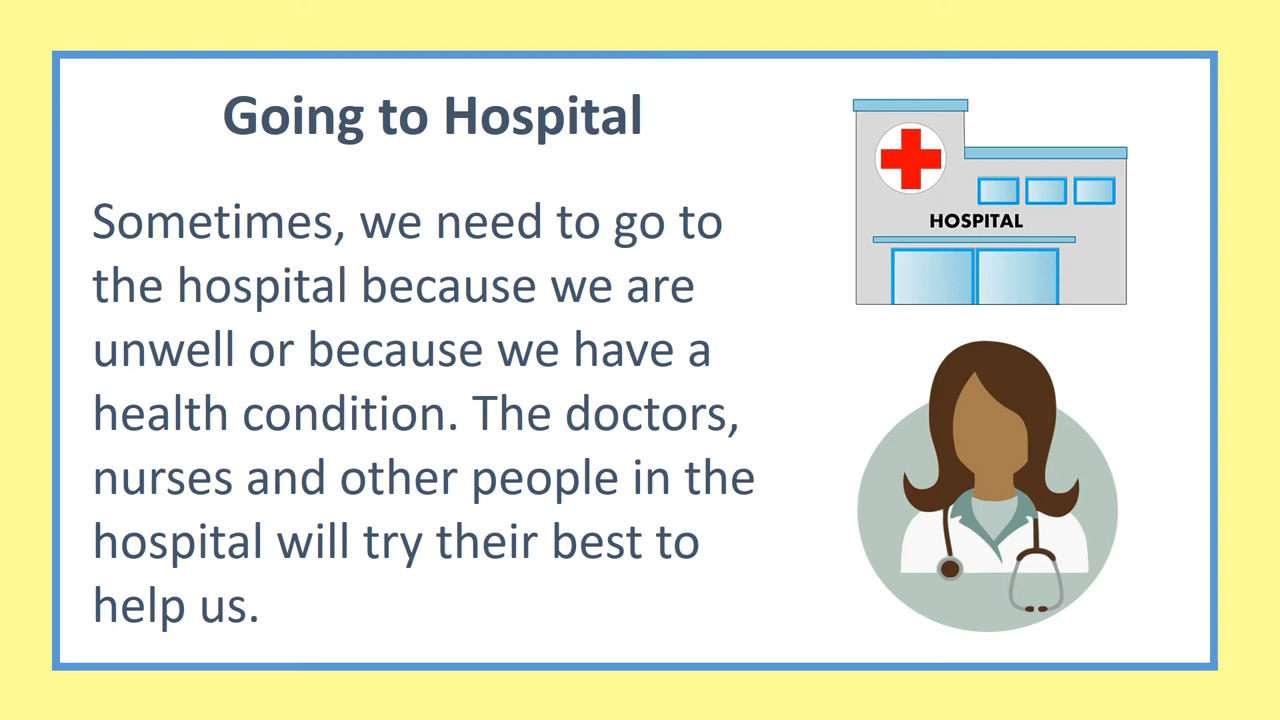 Going to Hospital
Sometimes, we need to go to
the hospital because we are
unwell or because we have a
health condition. The doctors,
nurses and other people in the
hospital will try their best to
help us.
HOSPITAL